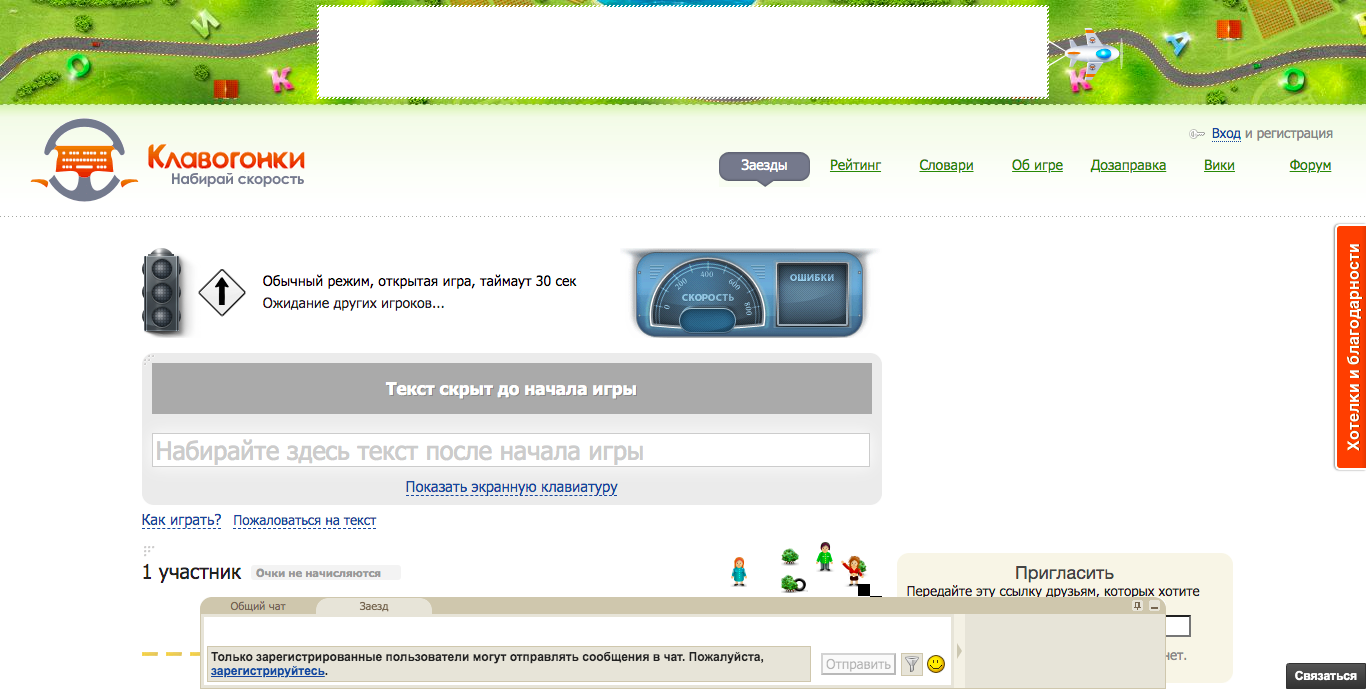 Клавогонки
Набирай скорость
Вход и регистрация
Заезды Рейтинг Словари Об игре Дозаправка Вики Форум
Хотелки и благодарности
Обычный режим, открытая игра, таймаут 30 сек
Ожидание других игроков...
0 200 400 600 800
СКОРОСТЬ
ОШИБКИ
Текст скрыт до начала игры
Набирайте здесь текст после начала игры
Показать экранную клавиатуру
Как играть? Пожаловаться на текст
1 участник Очки не начисляются
Пригласить
Передайте эту ссылку друзьям, которых хотите
нет.
Общий чат Заезд
Только зарегистрированные пользователи могут отправлять сообщения в чат. Пожалуйста,
зарегистрируйтесь.
Отправить
Связаться